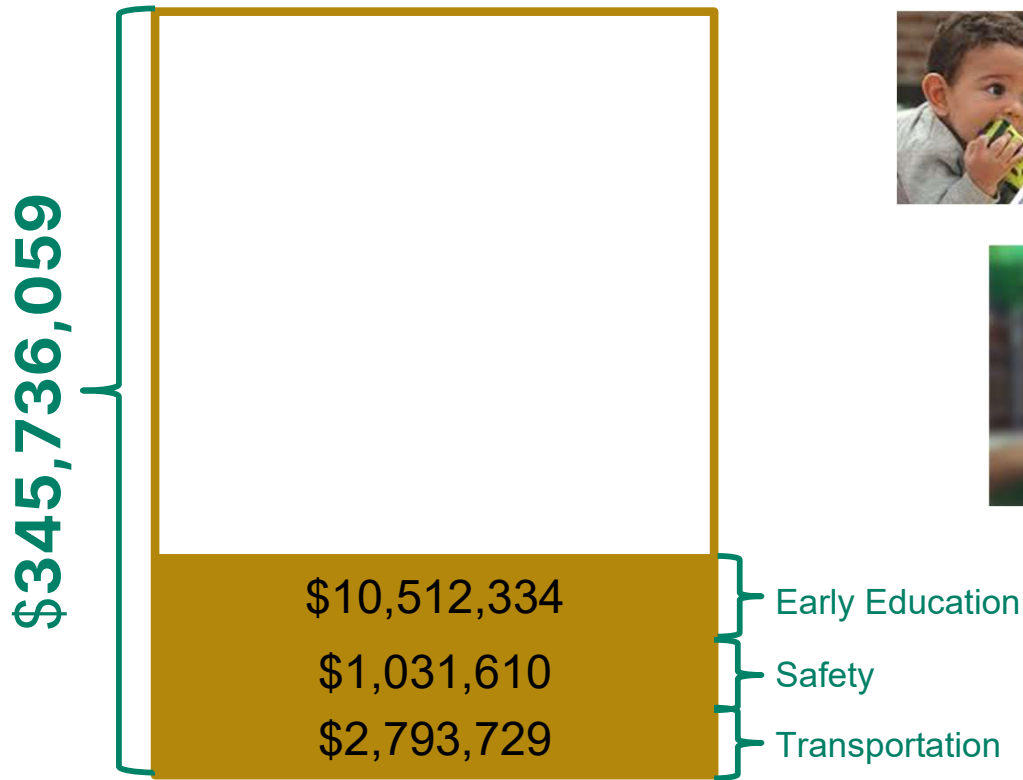 $345,736,059
$10,512,334
Early Education
$1,031,610
Safety
$2,793,729
Transportation